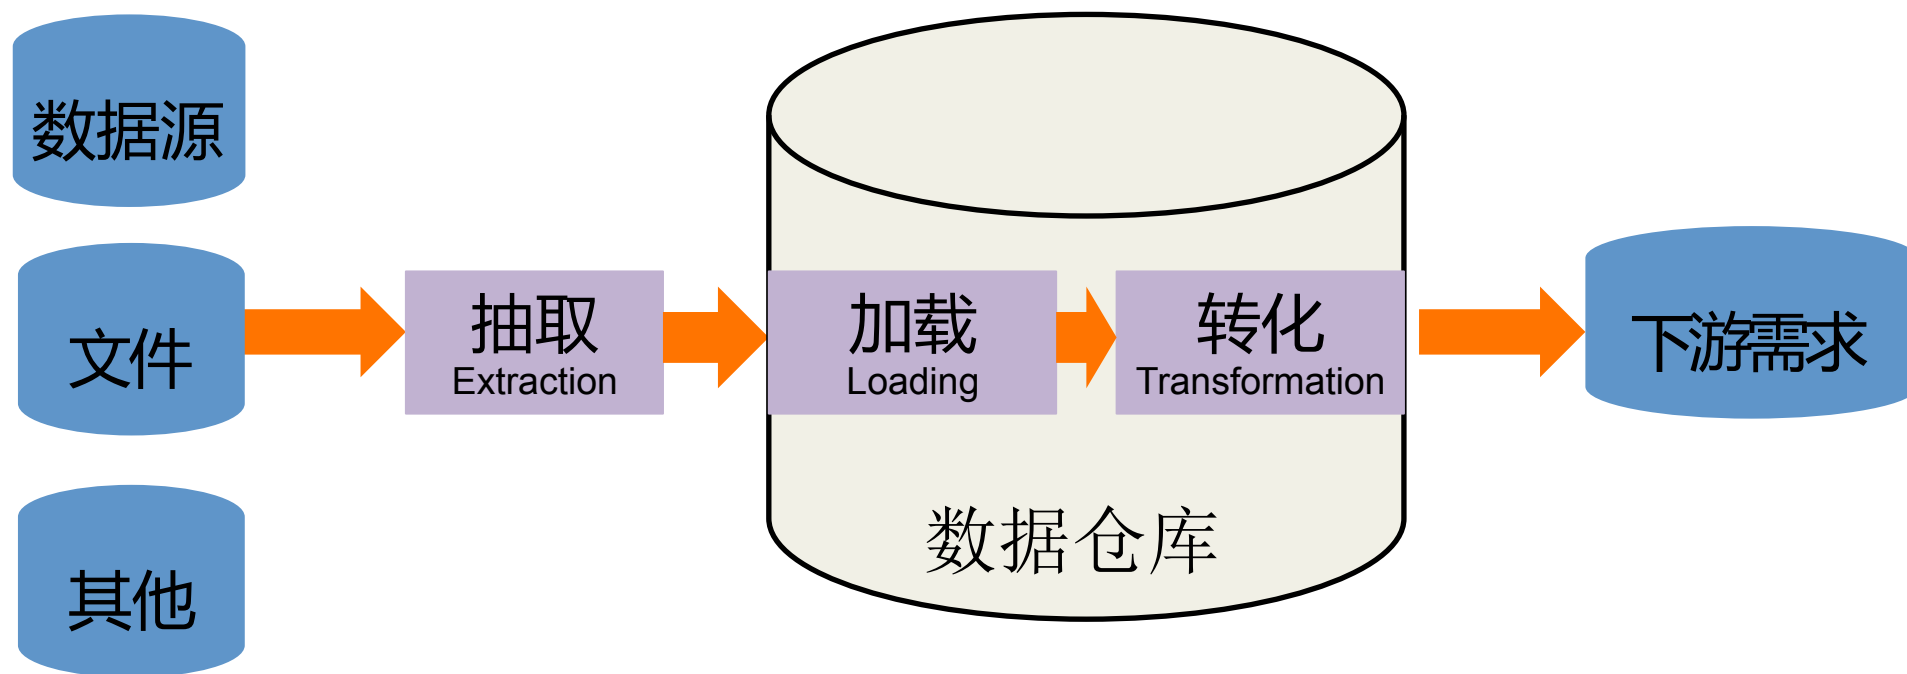 数据源
文件
其他
抽取
Extraction
加载
Loading
转化
Transformation
数据仓库
下游需求